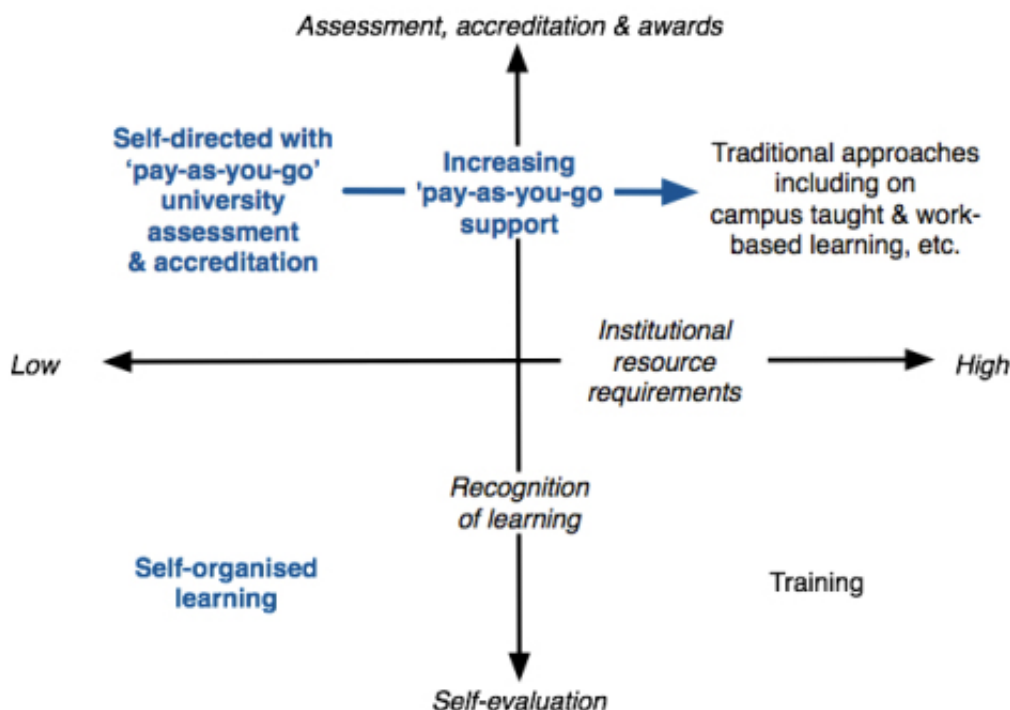 Assessment, accreditation & awards
Self-directed with
‘pay-as-you-go’
university
assessment
& accreditation
Increasing
'pay-as-you-go
support
Traditional approaches
including on
campus taught & work-
based learning, etc.
Low
Institutional
resource
requirements
High
Recognition
of learning
Self-organised
learning
Training
Self-evaluation